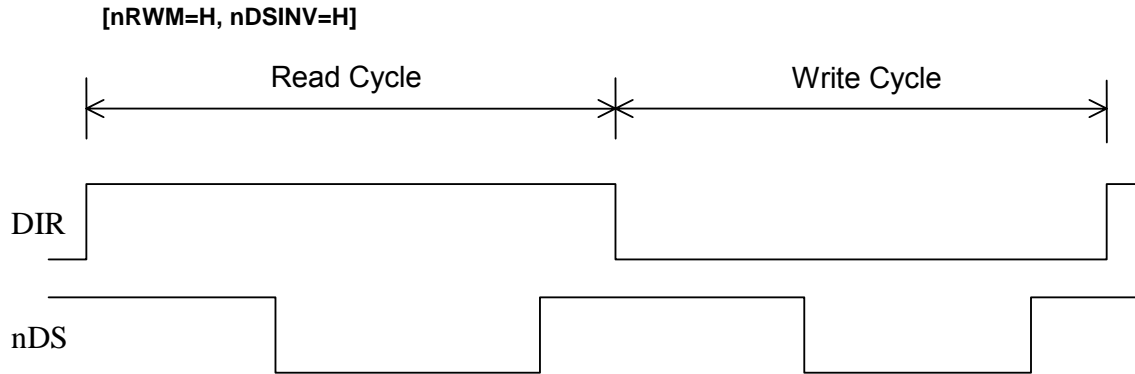 [nRWM=H, nDSINV=H]
Read Cycle
Write Cycle
DIR
nDS